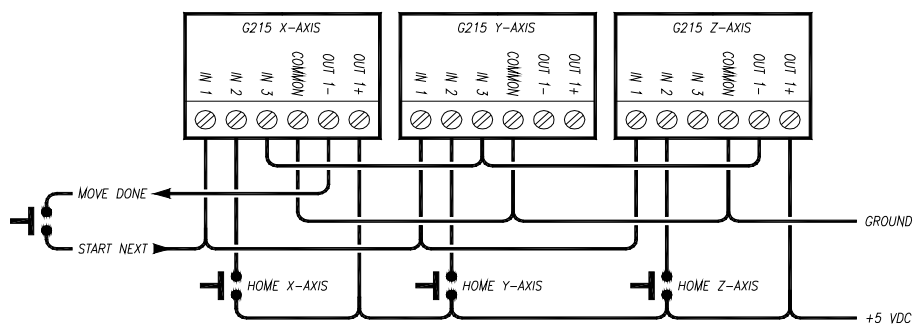 G215 X-AXIS
IN 1
IN 2
IN 3
COMMON
OUT 1-
OUT 1+
G215 Y-AXIS
IN 1
IN 2
IN 3
COMMON
OUT 1-
OUT 1+
G215 Z-AXIS
IN 1
IN 2
IN 3
COMMON
OUT 1-
OUT 1+
MOVE DONE
GROUND
START NEXT
HOME X-AXIS
HOME Y-AXIS
HOME Z-AXIS
+5 VDC